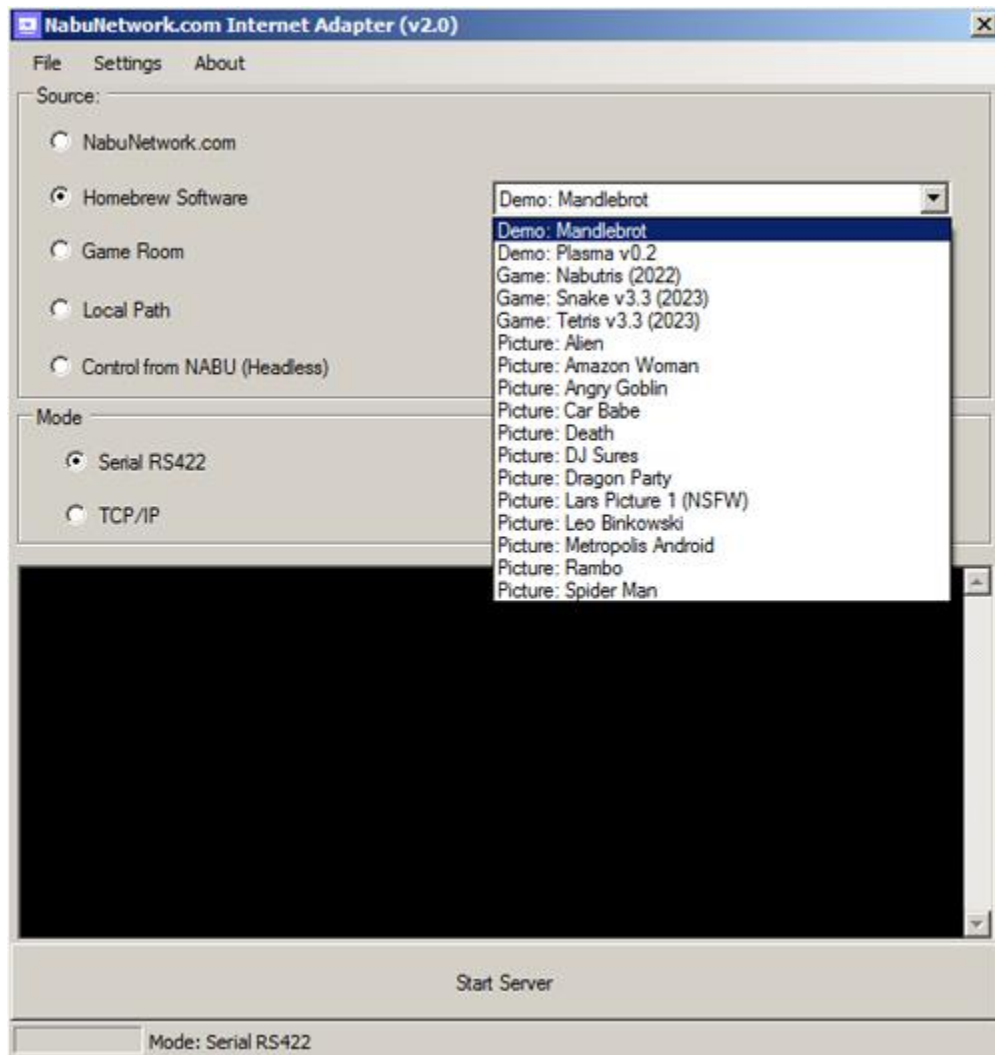 NabuNetwork.com Internet Adapter (v2.0)
File Settings About
Source:
NabuNetwork.com
Homebrew Software
Demo: Mandlebrot
Demo: Mandlebrot
Demo: Plasma v0.2
Game: Nabutris (2022)
Game: Snake v3.3 (2023)
Game: Tetris v3.3 (2023)
Picture: Alien
Picture: Amazon Woman
Picture: Angry Goblin
Picture: Car Babe
Picture: Death
Picture: DJ Sures
Picture: Dragon Party
Picture: Lars Picture 1 (NSFW)
Picture: Leo Binkowski
Picture: Metropolis Android
Picture: Rambo
Picture: Spider Man
Game Room
Local Path
Control from NABU (Headless)
Mode
Serial RS422
TCP/IP
Start Server
Mode: Serial RS422